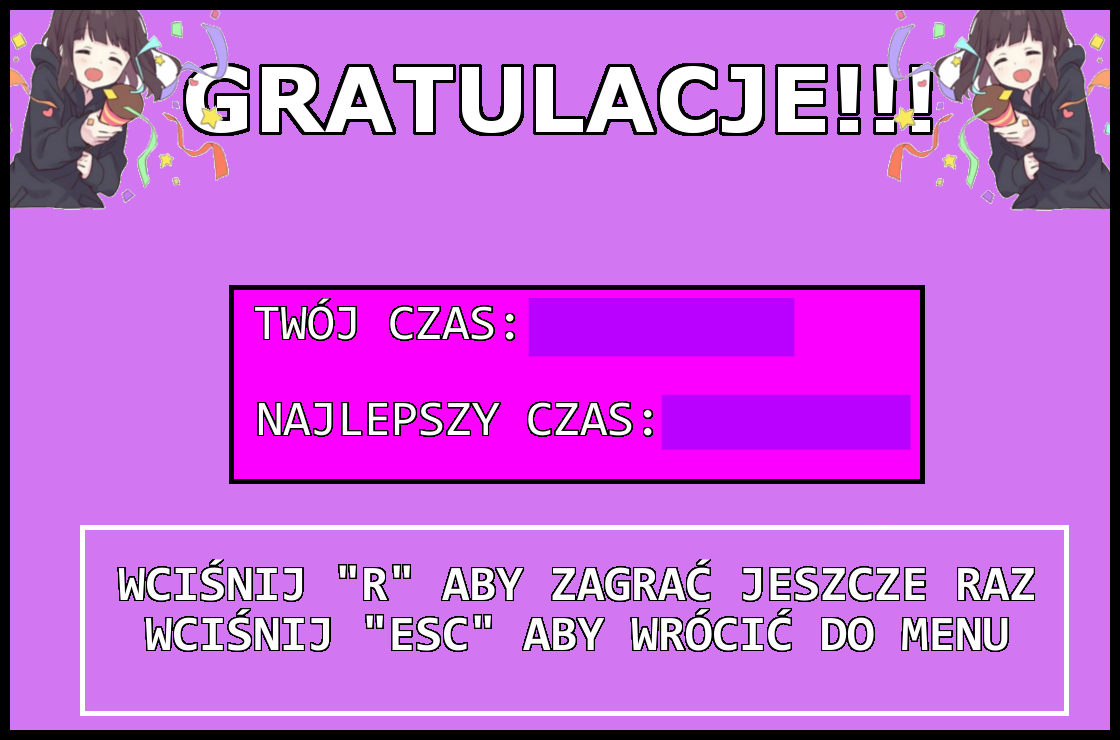 GRATULACJE!!!
TWÓJ CZAS:
NAJLEPSZY CZAS:
WCIŚNIJ "R" ABY ZAGRAĆ JESZCZE RAZ
WCIŚNIJ "ESC" ABY WRÓCIĆ DO MENU